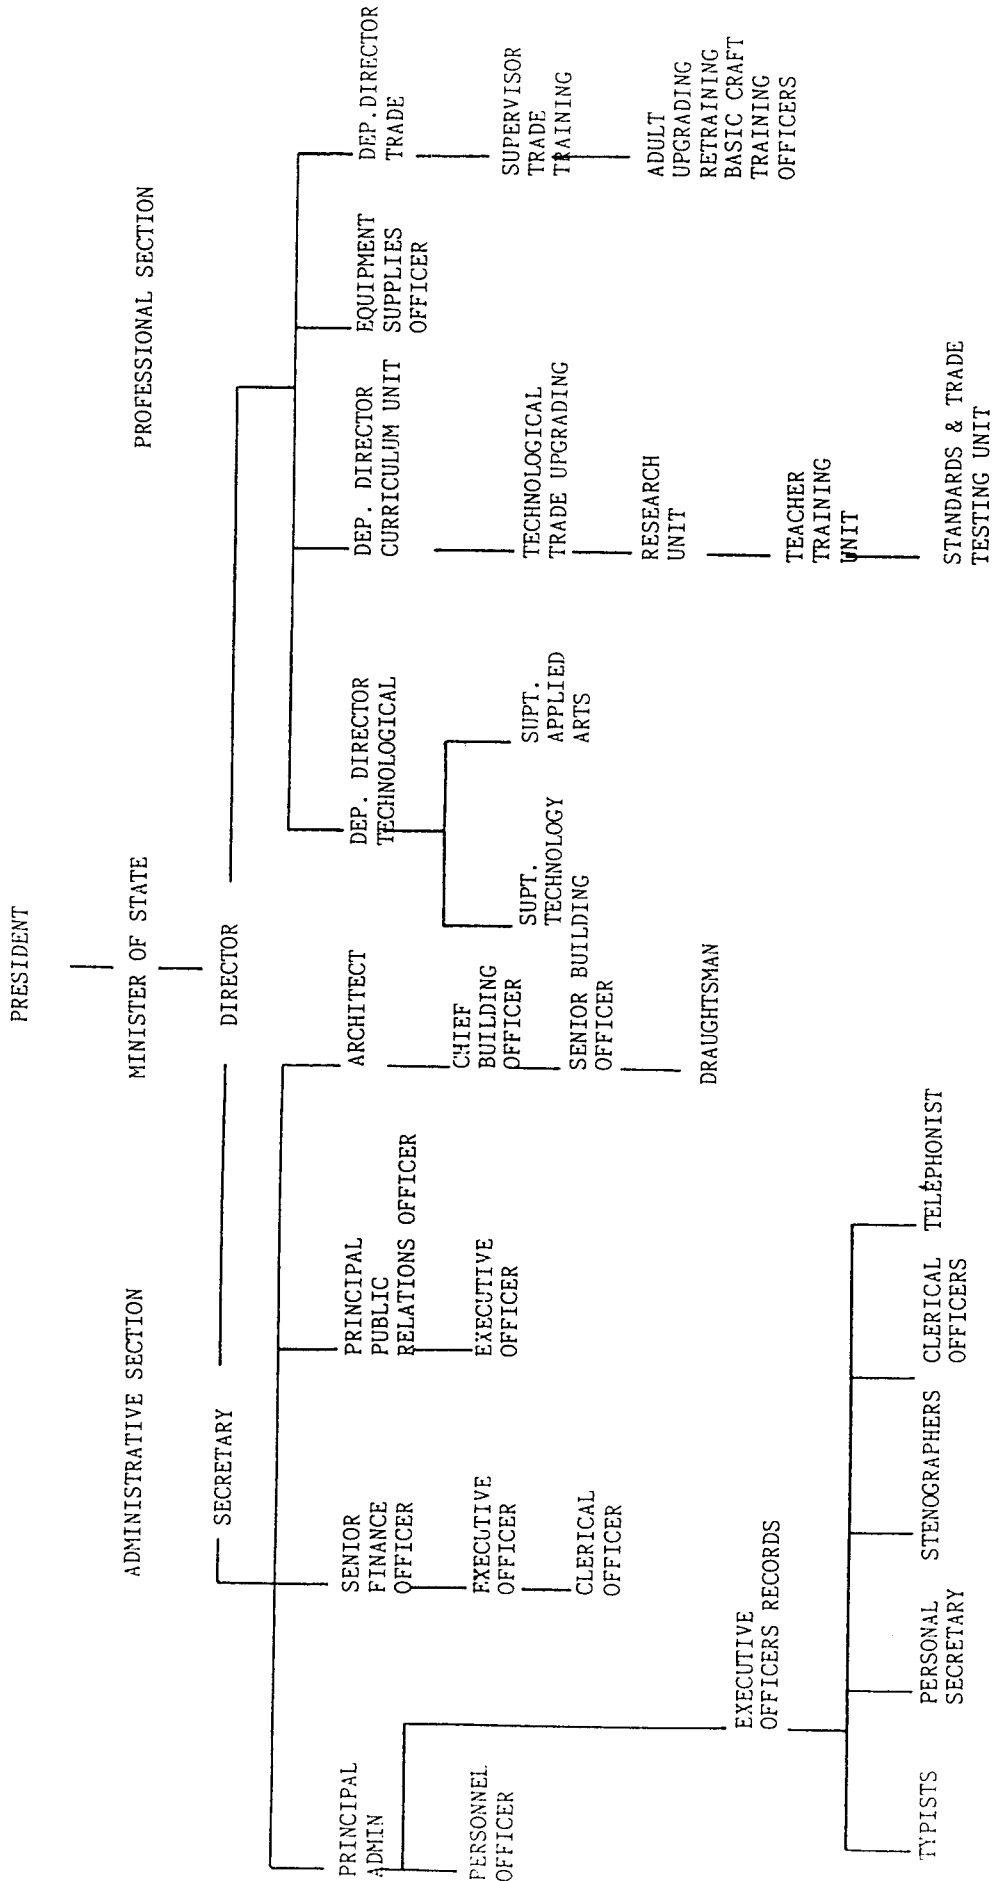 PRESIDENT
MINISTER OF STATE
ADMINISTRATIVE SECTION
PROFESSIONAL SECTION
SECRETARY
DIRECTOR
PRINCIPAL
ADMIN
SENIOR
FINANCE
OFFICER
PRINCIPAL
PUBLIC
RELATIONS OFFICER
ARCHITECT
DEP. DIRECTOR
TECHNOLOGICAL
DEP. DIRECTOR
CURRICULUM UNIT
EQUIPMENT
SUPPLIES
OFFICER
DEP.DIRECTOR
TRADE
PERSONNEL
OFFICER
EXECUTIVE
OFFICER
EXECUTIVE
OFFICER
CHIEF
BUILDING
OFFICER
SUPT.
TECHNOLOGY
SUPT.
APPLIED
ARTS
TECHNOLOGICAL
TRADE UPGRADING
SUPERVISOR
TRADE
TRAINING
CLERICAL
OFFICER
SENIOR BUILDING
OFFICER
RESEARCH
UNIT
ADULT
UPGRADING
RETRAINING
BASIC CRAFT
TRAINING
OFFICERS
EXECUTIVE
OFFICERS RECORDS
DRAUGHTSMAN
TEACHER
TRAINING
UNIT
TYPISTS
PERSONAL
SECRETARY
STENOGRAPHERS
CLERICAL
OFFICERS
TELEPHONIST
STANDARDS & TRADE
TESTING UNIT